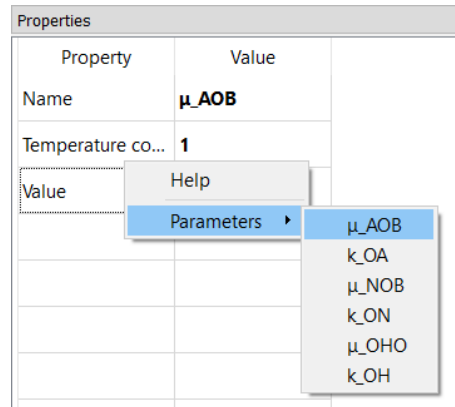 Properties
Property Value
Name μ_AOB
Temperature co... 1
Value
Help
Parameters
μ_AOB
k_OA
μ_NOB
k_ON
μ_OHO
k_OH